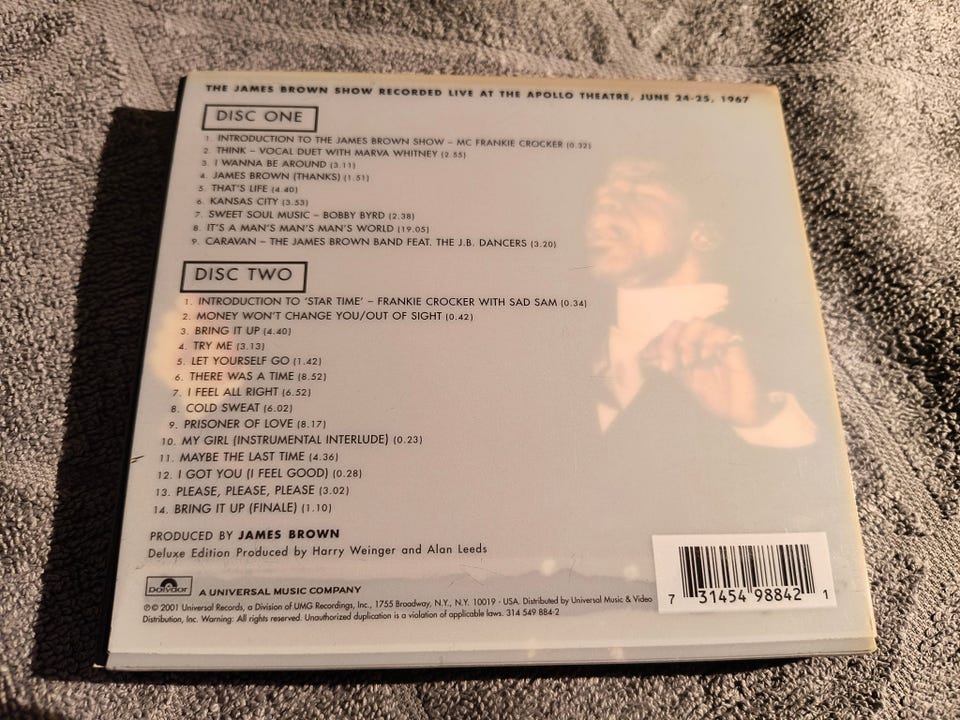 THE JAMES BROWN SHOW RECORDED LIVE AT THE APOLLO THEATRE, JUNE 24-25, 1967
DISC ONE
1. INTRODUCTION TO THE JAMES BROWN SHOW – MC FRANKIE CROCKER (0.32)
2. THINK – VOCAL DUET WITH MARVA WHITNEY (2.55)
3. I WANNA BE AROUND (3.11)
4. JAMES BROWN (THANKS) (1.51)
5. THAT'S LIFE (4.40)
6. KANSAS CITY (3.53)
7. SWEET SOUL MUSIC – BOBBY BYRD (2.38)
8. IT'S A MAN'S MAN'S MAN'S WORLD (19.05)
9. CARAVAN – THE JAMES BROWN BAND FEAT. THE J.B. DANCERS (3.20)
DISC TWO
1. INTRODUCTION TO 'STAR TIME' – FRANKIE CROCKER WITH SAD SAM (0.34)
2. MONEY WON'T CHANGE YOU/OUT OF SIGHT (0.42)
3. BRING IT UP (4.40)
4. TRY ME (3.13)
5. LET YOURSELF GO (1.42)
6. THERE WAS A TIME (8.52)
7. I FEEL ALL RIGHT (6.52)
8. COLD SWEAT (6.02)
9. PRISONER OF LOVE (8.17)
10. MY GIRL (INSTRUMENTAL INTERLUDE) (0.23)
11. MAYBE THE LAST TIME (4.36)
12. I GOT YOU (I FEEL GOOD) (0.28)
13. PLEASE, PLEASE, PLEASE (3.02)
14. BRING IT UP (FINALE) (1.10)
PRODUCED BY JAMES BROWN
Deluxe Edition Produced by Harry Weinger and Alan Leeds
polydor A UNIVERSAL MUSIC COMPANY
℗© 2001 Universal Records, a Division of UMG Recordings, Inc., 1755 Broadway, N.Y., N.Y. 10019 - USA. Distributed by Universal Music & Video
Distribution, Inc. Warning: All rights reserved. Unauthorized duplication is a violation of applicable laws. 314 549 884-2
7 31454 98842 1